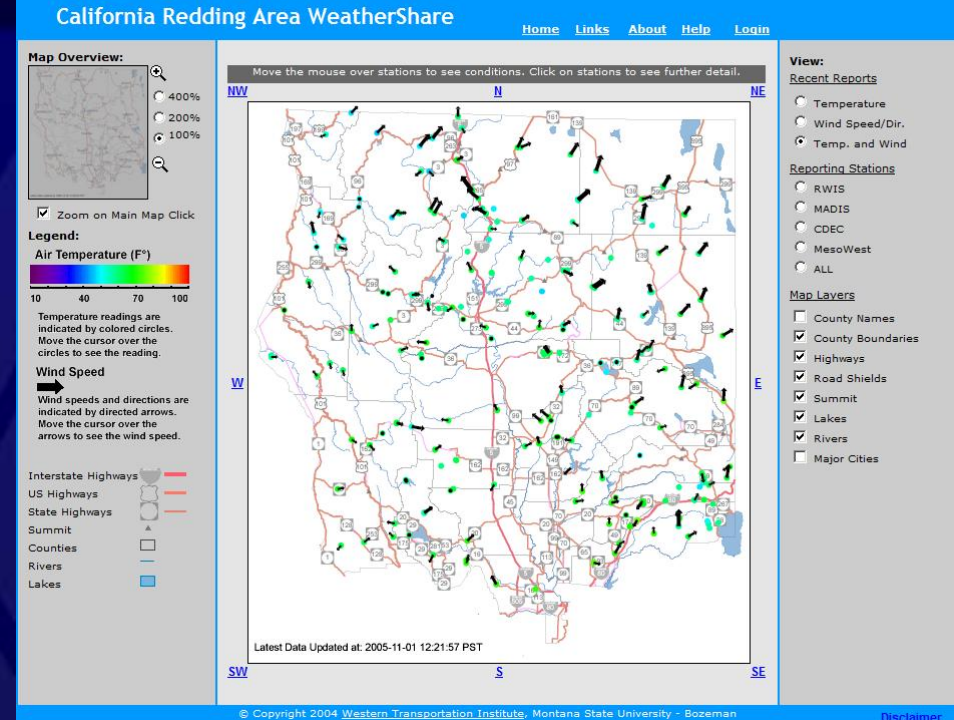 California Redding Area WeatherShare
Home Links About Help Login
Map Overview:
400%
200%
100%
Zoom on Main Map Click
Legend:
Air Temperature (F°)
10 40 70 100
Temperature readings are
indicated by colored circles.
Move the cursor over the
circles to see the reading.
Wind Speed
Wind speeds and directions are
indicated by directed arrows.
Move the cursor over the
arrows to see the wind speed.
Interstate Highways
US Highways
State Highways
Summit
Counties
Rivers
Lakes
Move the mouse over stations to see conditions. Click on stations to see further detail.
NW N NE
W E
Latest Data Updated at: 2005-11-01 12:21:57 PST
SW S SE
View:
Recent Reports
Temperature
Wind Speed/Dir.
Temp. and Wind
Reporting Stations
RWIS
MADIS
CDEC
MesoWest
ALL
Map Layers
County Names
County Boundaries
Highways
Road Shields
Summit
Lakes
Rivers
Major Cities
© Copyright 2004 Western Transportation Institute, Montana State University - Bozeman
Disclaimer